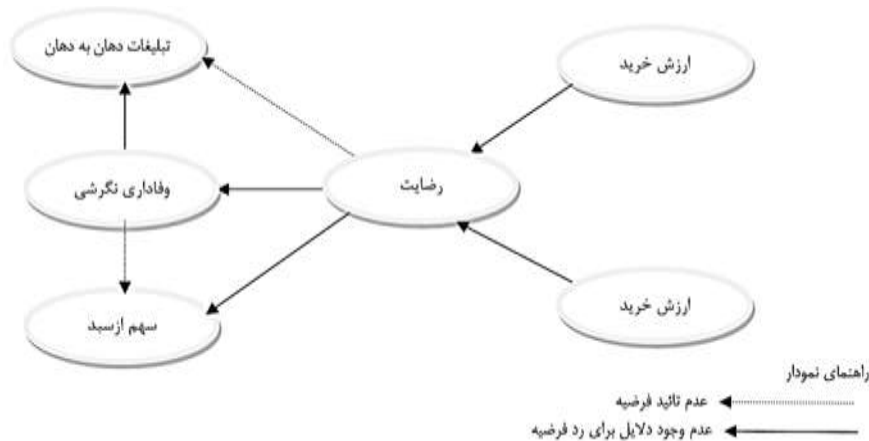 تبلیغات دهان به دهان
ارزش خرید
وفاداری نگرشی
رضایت
سهم ازسبد
ارزش خرید
راهنمای نمودار
عدم تائید فرضیه
عدم وجود دلایل برای رد فرضیه